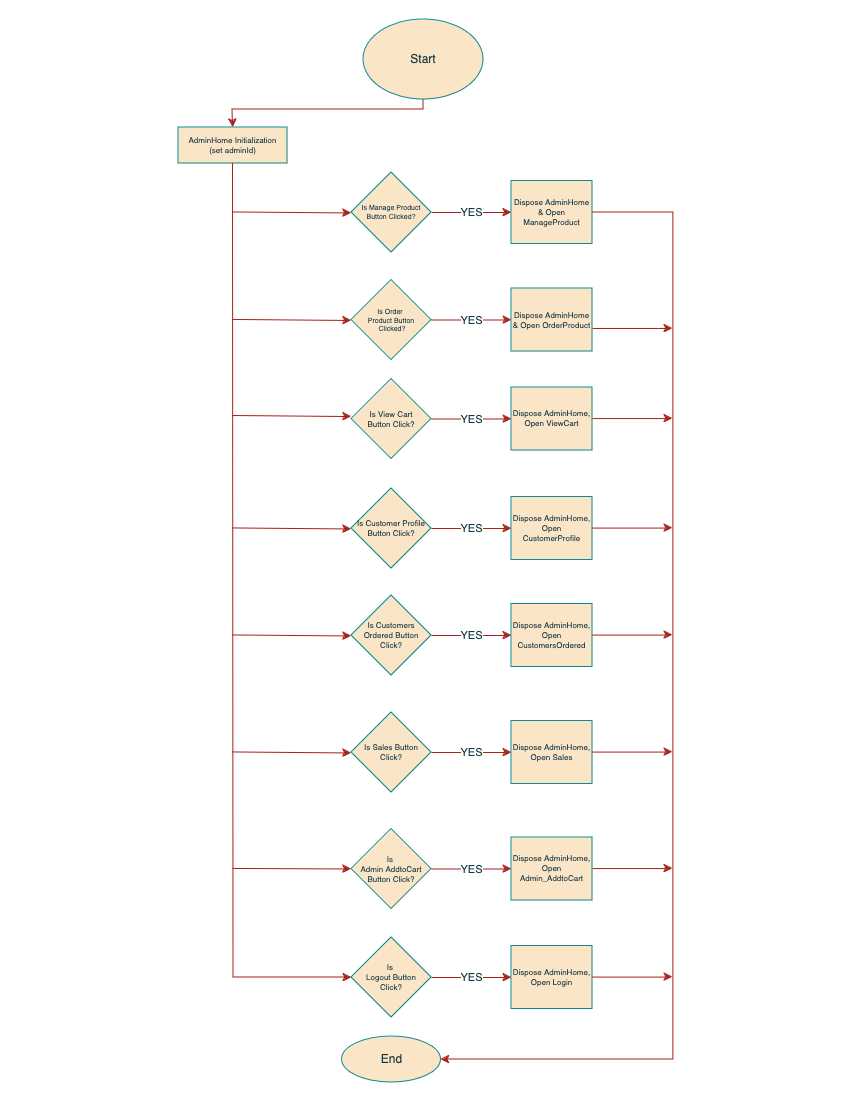 Start
AdminHome Initialization
(set adminId)
Is Manage Product
Button Clicked?
YES
Dispose AdminHome
& Open
ManageProduct
Is Order
Product Button
Clicked?
YES
Dispose AdminHome
& Open OrderProduct
Is View Cart
Button Click?
YES
Dispose AdminHome,
Open ViewCart
Is Customer Profile
Button Click?
YES
Dispose AdminHome,
Open
CustomerProfile
Is Customers
Ordered Button
Click?
YES
Dispose AdminHome,
Open
CustomersOrdered
Is Sales Button
Click?
YES
Dispose AdminHome,
Open Sales
Is
Admin AddtoCart
Button Click?
YES
Dispose AdminHome,
Open
Admin_AddtoCart
Is
Logout Button
Click?
YES
Dispose AdminHome,
Open Login
End